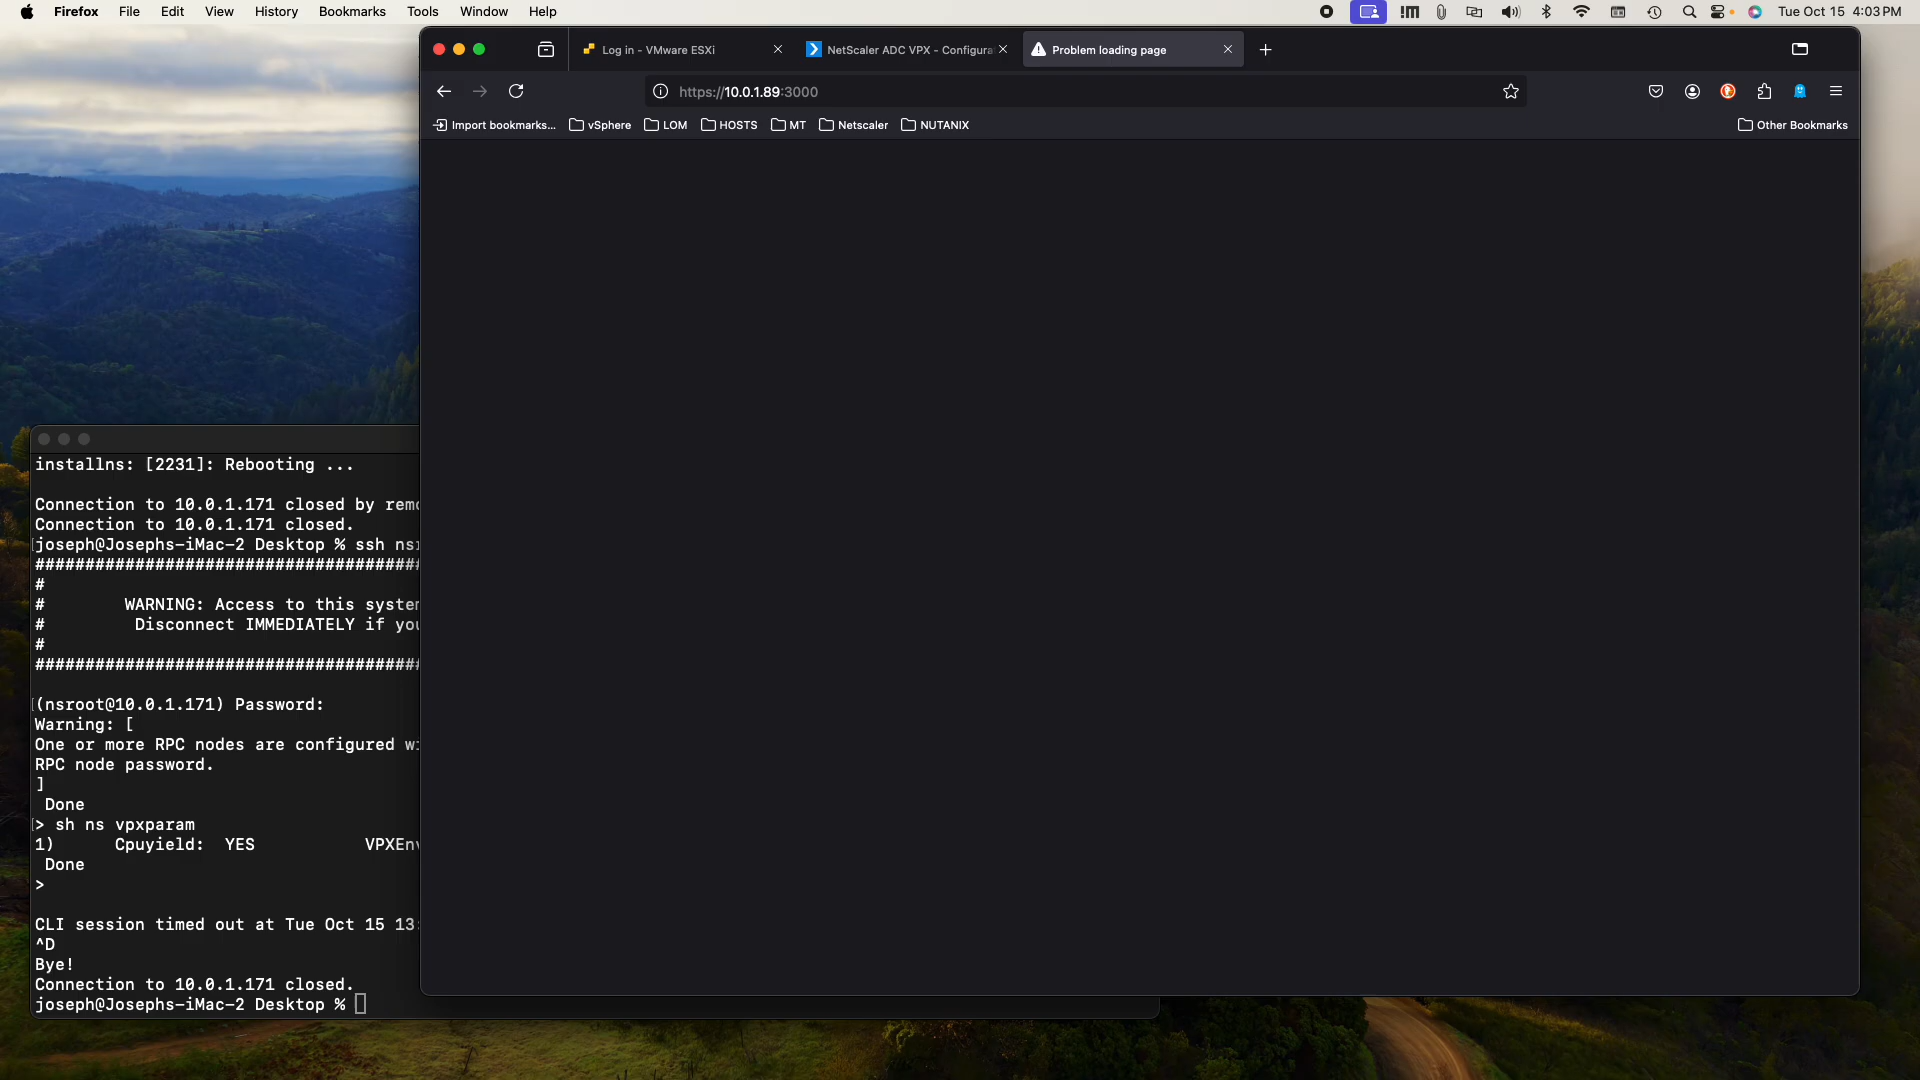 Firefox File Edit View History Bookmarks Tools Window Help Tue Oct 15 4:03 PM
Log in - VMware ESXi
NetScaler ADC VPX - Configura
Problem loading page
https://10.0.1.89:3000
Import bookmarks... vSphere LOM HOSTS MT Netscaler NUTANIX Other Bookmarks
installns: [2231]: Rebooting ...
Connection to 10.0.1.171 closed by remo
Connection to 10.0.1.171 closed.
joseph@Josephs-iMac-2 Desktop % ssh nsr
#######################################
#
# WARNING: Access to this system
# Disconnect IMMEDIATELY if you
#
#######################################
(nsroot@10.0.1.171) Password:
Warning: [
One or more RPC nodes are configured wi
RPC node password.
]
Done
> sh ns vpxparam
1) Cpuyield: YES VPXEnv
Done
>
CLI session timed out at Tue Oct 15 13:
^D
Bye!
Connection to 10.0.1.171 closed.
joseph@Josephs-iMac-2 Desktop %